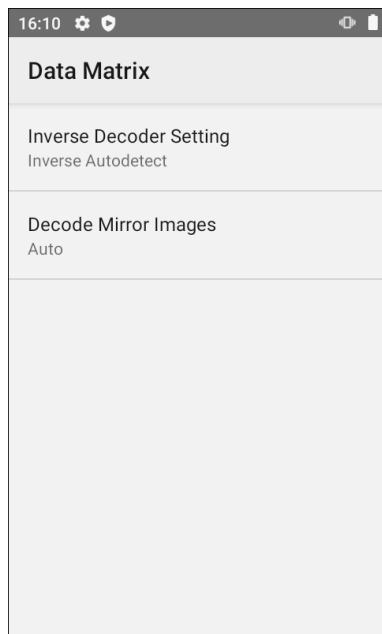 16:10
Data Matrix
Inverse Decoder Setting
Inverse Autodetect
Decode Mirror Images
Auto